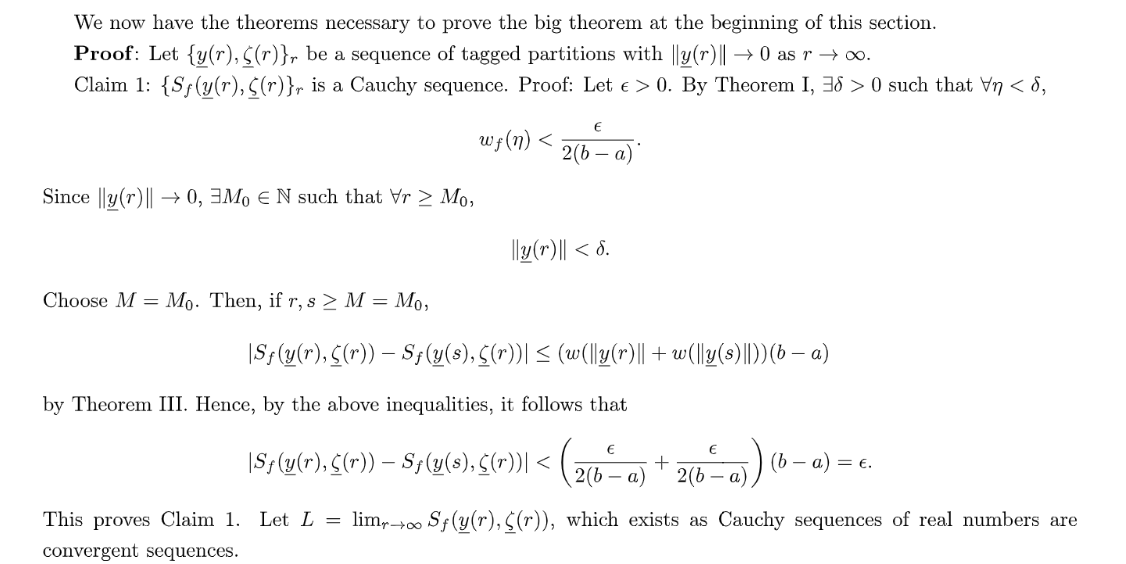 We now have the theorems necessary to prove the big theorem at the beginning of this section.
**Proof**: Let $\{\underline{y}(r), \underline{\zeta}(r)\}_r$ be a sequence of tagged partitions with $\|\underline{y}(r)\| \to 0$ as $r \to \infty$.
Claim 1: $\{S_f(\underline{y}(r), \underline{\zeta}(r))\}_r$ is a Cauchy sequence. Proof: Let $\epsilon > 0$. By Theorem I, $\exists \delta > 0$ such that $\forall \eta < \delta$,
$$w_f(\eta) < \frac{\epsilon}{2(b-a)}.$$
Since $\|\underline{y}(r)\| \to 0$, $\exists M_0 \in \mathbb{N}$ such that $\forall r \geq M_0$,
$$\|\underline{y}(r)\| < \delta.$$
Choose $M = M_0$. Then, if $r, s \geq M = M_0$,
$$|S_f(\underline{y}(r), \underline{\zeta}(r)) - S_f(\underline{y}(s), \underline{\zeta}(r))| \leq (w(\|\underline{y}(r)\| + w(\|\underline{y}(s)\|))(b-a)$$
by Theorem III. Hence, by the above inequalities, it follows that
$$|S_f(\underline{y}(r), \underline{\zeta}(r)) - S_f(\underline{y}(s), \underline{\zeta}(r))| < \left(\frac{\epsilon}{2(b-a)} + \frac{\epsilon}{2(b-a)}\right)(b-a) = \epsilon.$$
This proves Claim 1. Let $L = \lim_{r \to \infty} S_f(\underline{y}(r), \underline{\zeta}(r))$, which exists as Cauchy sequences of real numbers are
convergent sequences.